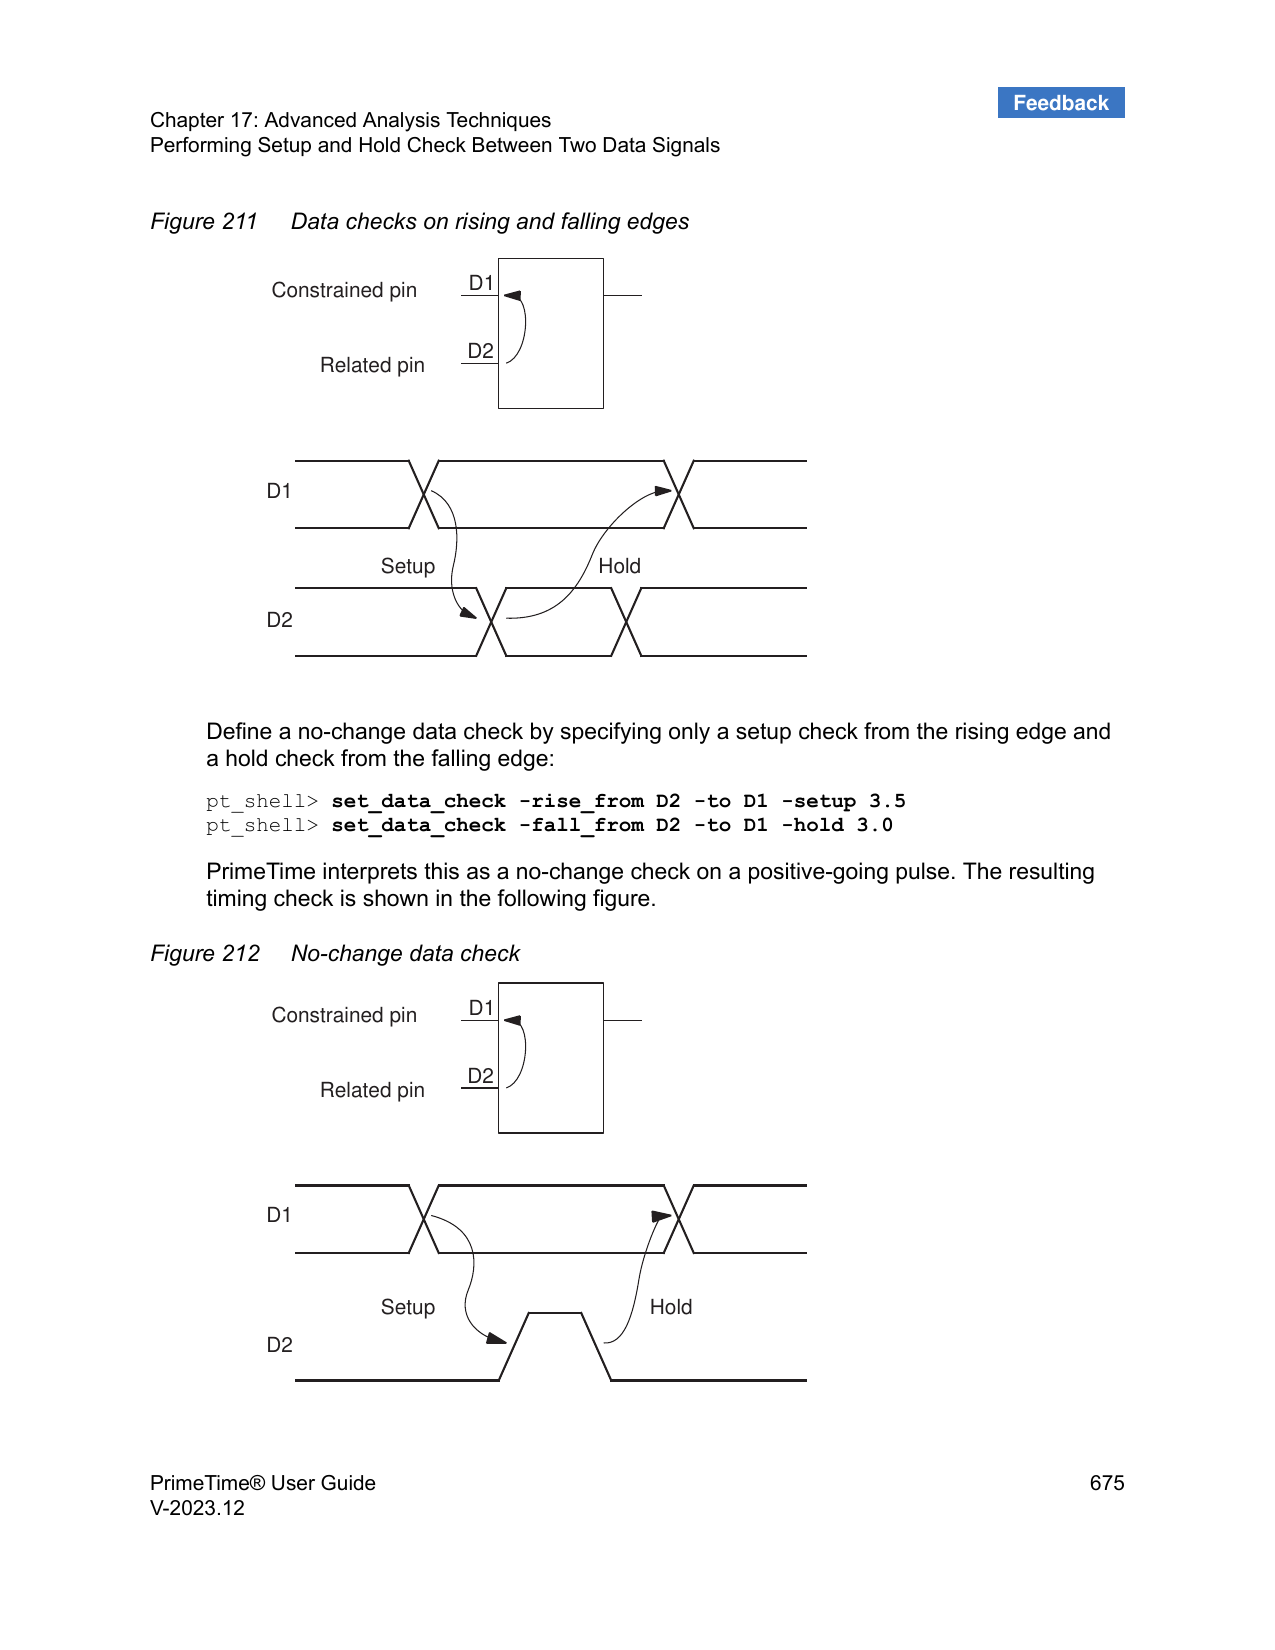 Feedback
Chapter 17: Advanced Analysis Techniques
Performing Setup and Hold Check Between Two Data Signals
Figure 211 Data checks on rising and falling edges
D1
Constrained pin
D2
Related pin
D1
Setup
Hold
D2
Define a no-change data check by specifying only a setup check from the rising edge and
a hold check from the falling edge:
pt_shell> set_data_check -rise_from D2 -to D1 -setup 3.5
pt_shell> set_data_check -fall_from D2 -to D1 -hold 3.0
PrimeTime interprets this as a no-change check on a positive-going pulse. The resulting
timing check is shown in the following figure.
Figure 212 No-change data check
D1
Constrained pin
D2
Related pin
D1
Setup
Hold
D2
PrimeTime® User Guide 675
V-2023.12